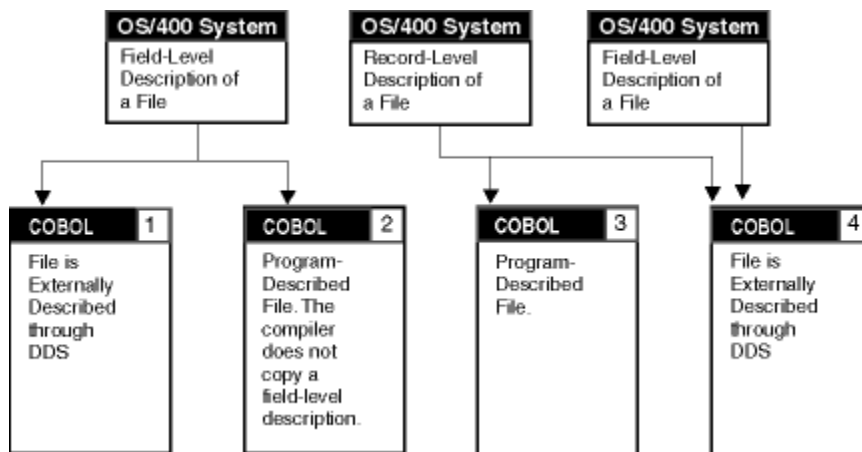 OS/400 System
Field-Level
Description of
a File
OS/400 System
Record-Level
Description of
a File
OS/400 System
Field-Level
Description of
a File
COBOL 1
File is
Externally
Described
through
DDS
COBOL 2
Program-
Described
File. The
compiler
does not
copy a
field-level
description.
COBOL 3
Program-
Described
File.
COBOL 4
File is
Externally
Described
through
DDS